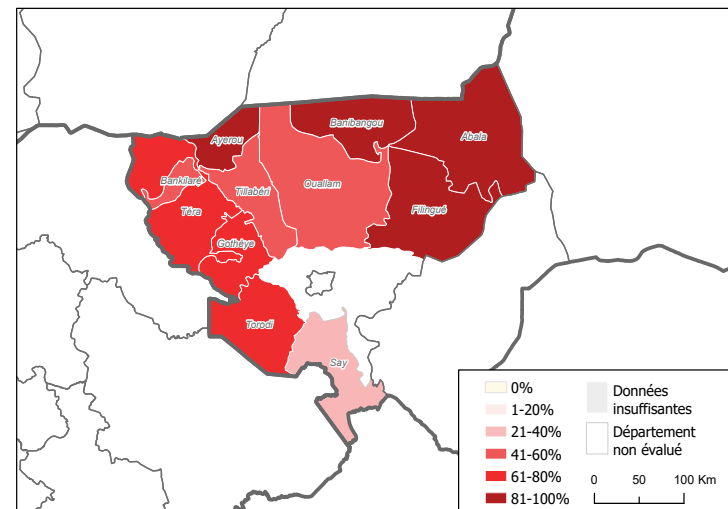 Banibangou
Abala
Ayerou
Bankilaré
Tillabéri
Ouallam
Filingué
Téra
Gothèye
Torodi
Say
0%
1-20%
21-40%
41-60%
61-80%
81-100%
Données
insuffisantes
Département
non évalué
0 50 100 Km